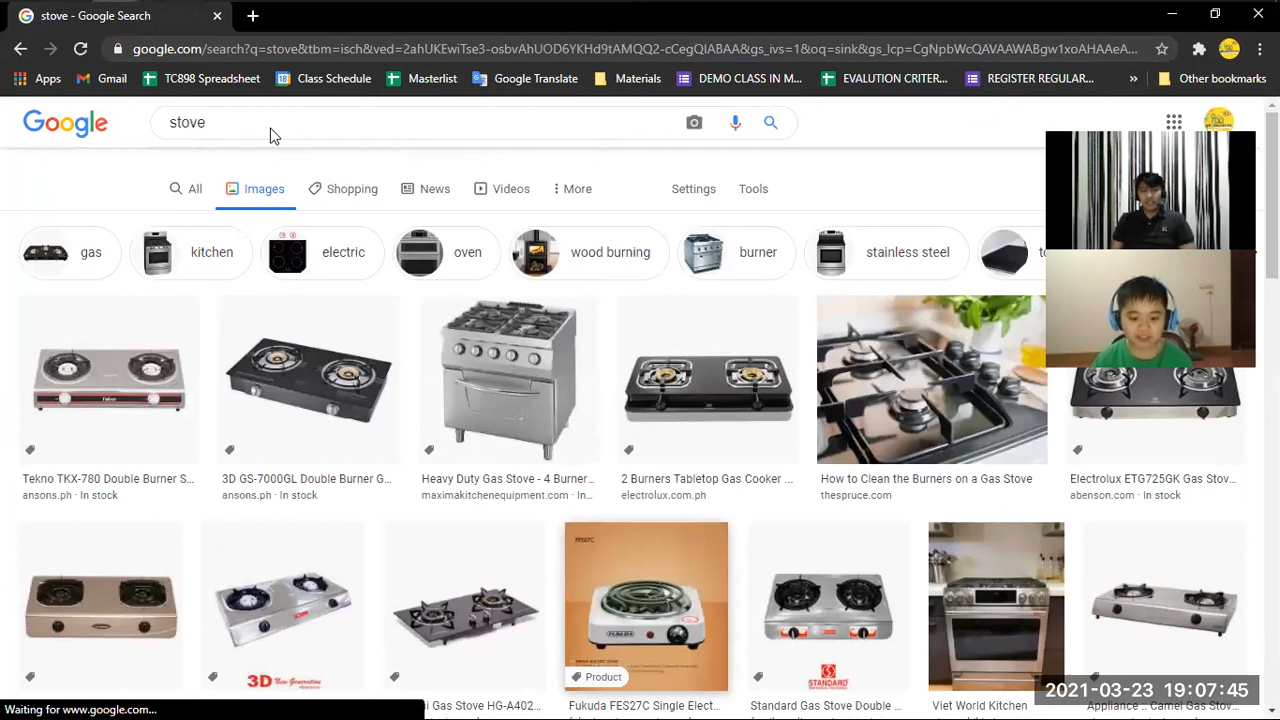 stove - Google Search
google.com/search?q=stove&tbm=isch&ved=2ahUKEwiTse3-osbvAhUOD6YKHd9tAMQQ2-cCegQIABAA&gs_ivs=1&oq=sink&gs_lcp=CgNpbWcQAVAAWABgw1xoAHAAeA...
Apps Gmail TC898 Spreadsheet 18 Class Schedule Masterlist Google Translate Materials DEMO CLASS IN M... EVALUTION CRITER... REGISTER REGULAR... » Other bookmarks
Google stove
All Images Shopping News Videos More Settings Tools
gas kitchen electric oven wood burning burner stainless steel
Tekno TKX-780 Double Burner S... 3D GS-7000GL Double Burner G... Heavy Duty Gas Stove - 4 Burner... 2 Burners Tabletop Gas Cooker ... How to Clean the Burners on a Gas Stove Electrolux ETG725GK Gas Stov...
ansons.ph · In stock ansons.ph · In stock maximakitchenequipment.com · In... electrolux.com.ph thespruce.com abenson.com · In stock
FES27C
FUKUDA
3D New Generation
STANDARD
Product
Gas Stove HG-A402... Fukuda FES27C Single Elect... Standard Gas Stove Double ... Viet World Kitchen Appliance :: Camel Gas Stov...
Waiting for www.google.com...
2021-03-23 19:07:45